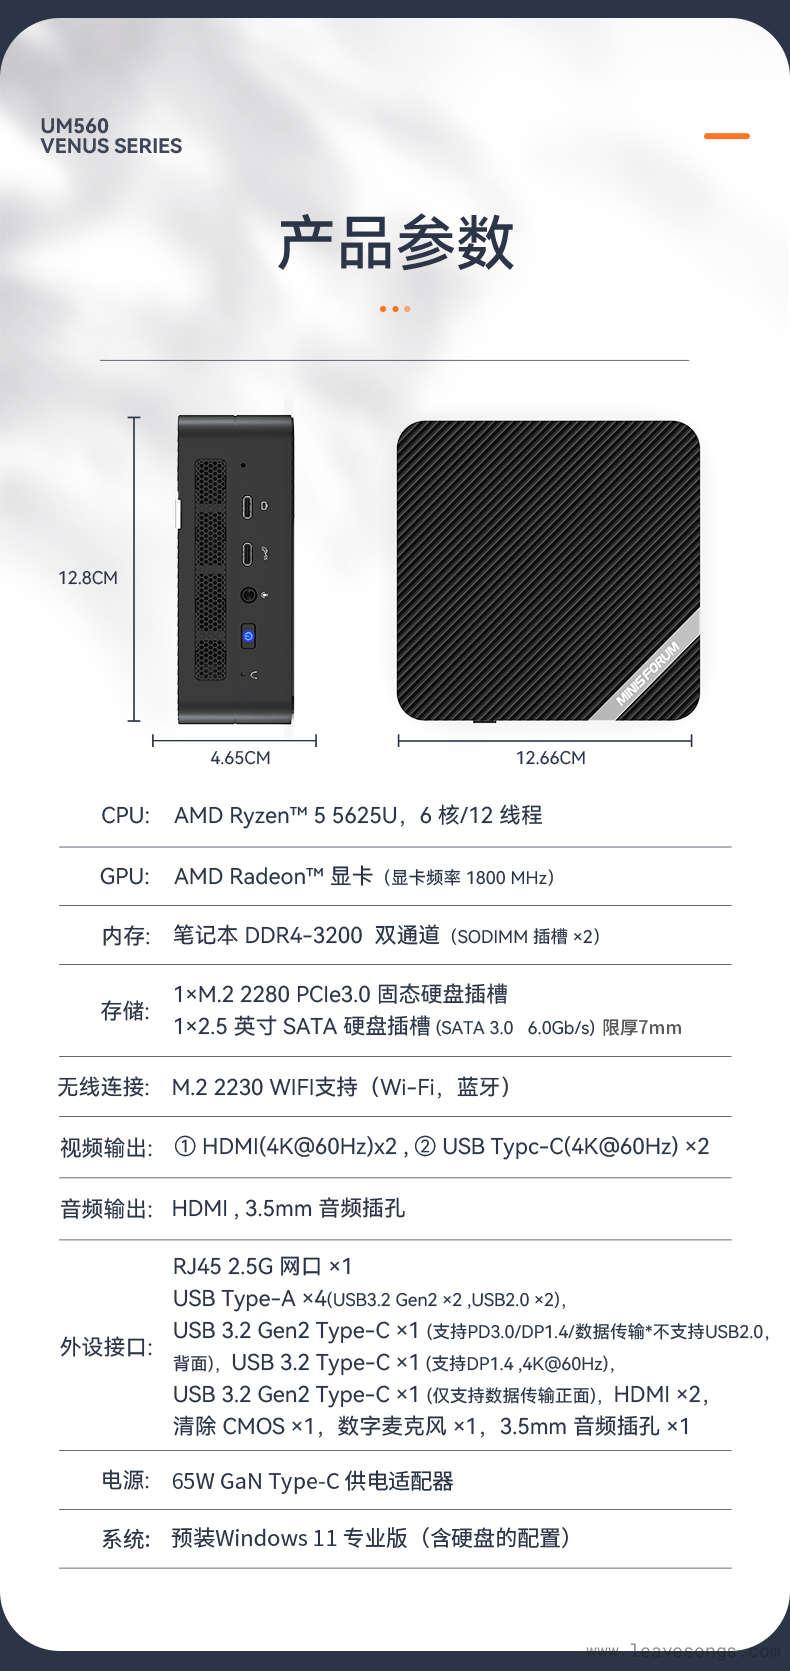 UM560
VENUS SERIES
产品参数
12.8CM
MINISFORUM
4.65CM
12.66CM
CPU: AMD Ryzen™ 5 5625U，6 核/12 线程
GPU: AMD Radeon™ 显卡（显卡频率 1800 MHz）
内存: 笔记本 DDR4-3200 双通道（SODIMM 插槽 ×2）
存储: 1×M.2 2280 PCIe3.0 固态硬盘插槽
1×2.5 英寸 SATA 硬盘插槽 (SATA 3.0 6.0Gb/s) 限厚7mm
无线连接: M.2 2230 WIFI支持（Wi-Fi，蓝牙）
视频输出: ① HDMI(4K@60Hz)x2 , ② USB Typc-C(4K@60Hz) ×2
音频输出: HDMI , 3.5mm 音频插孔
外设接口: RJ45 2.5G 网口 ×1
USB Type-A ×4(USB3.2 Gen2 ×2 ,USB2.0 ×2)，
USB 3.2 Gen2 Type-C ×1 (支持PD3.0/DP1.4/数据传输*不支持USB2.0，
背面)，USB 3.2 Type-C ×1 (支持DP1.4 ,4K@60Hz)，
USB 3.2 Gen2 Type-C ×1 (仅支持数据传输正面)，HDMI ×2，
清除 CMOS ×1，数字麦克风 ×1，3.5mm 音频插孔 ×1
电源: 65W GaN Type-C 供电适配器
系统: 预装Windows 11 专业版（含硬盘的配置）
www.leavesongs.com